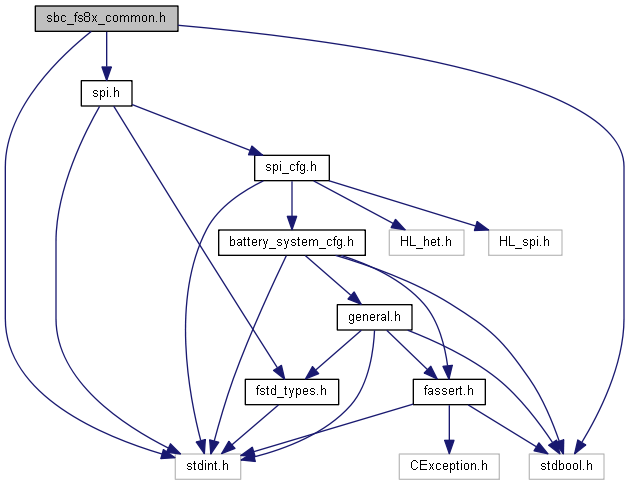 sbc_fs8x_common.h
spi.h
spi_cfg.h
battery_system_cfg.h
HL_het.h
HL_spi.h
general.h
fstd_types.h
fassert.h
stdint.h
CException.h
stdbool.h